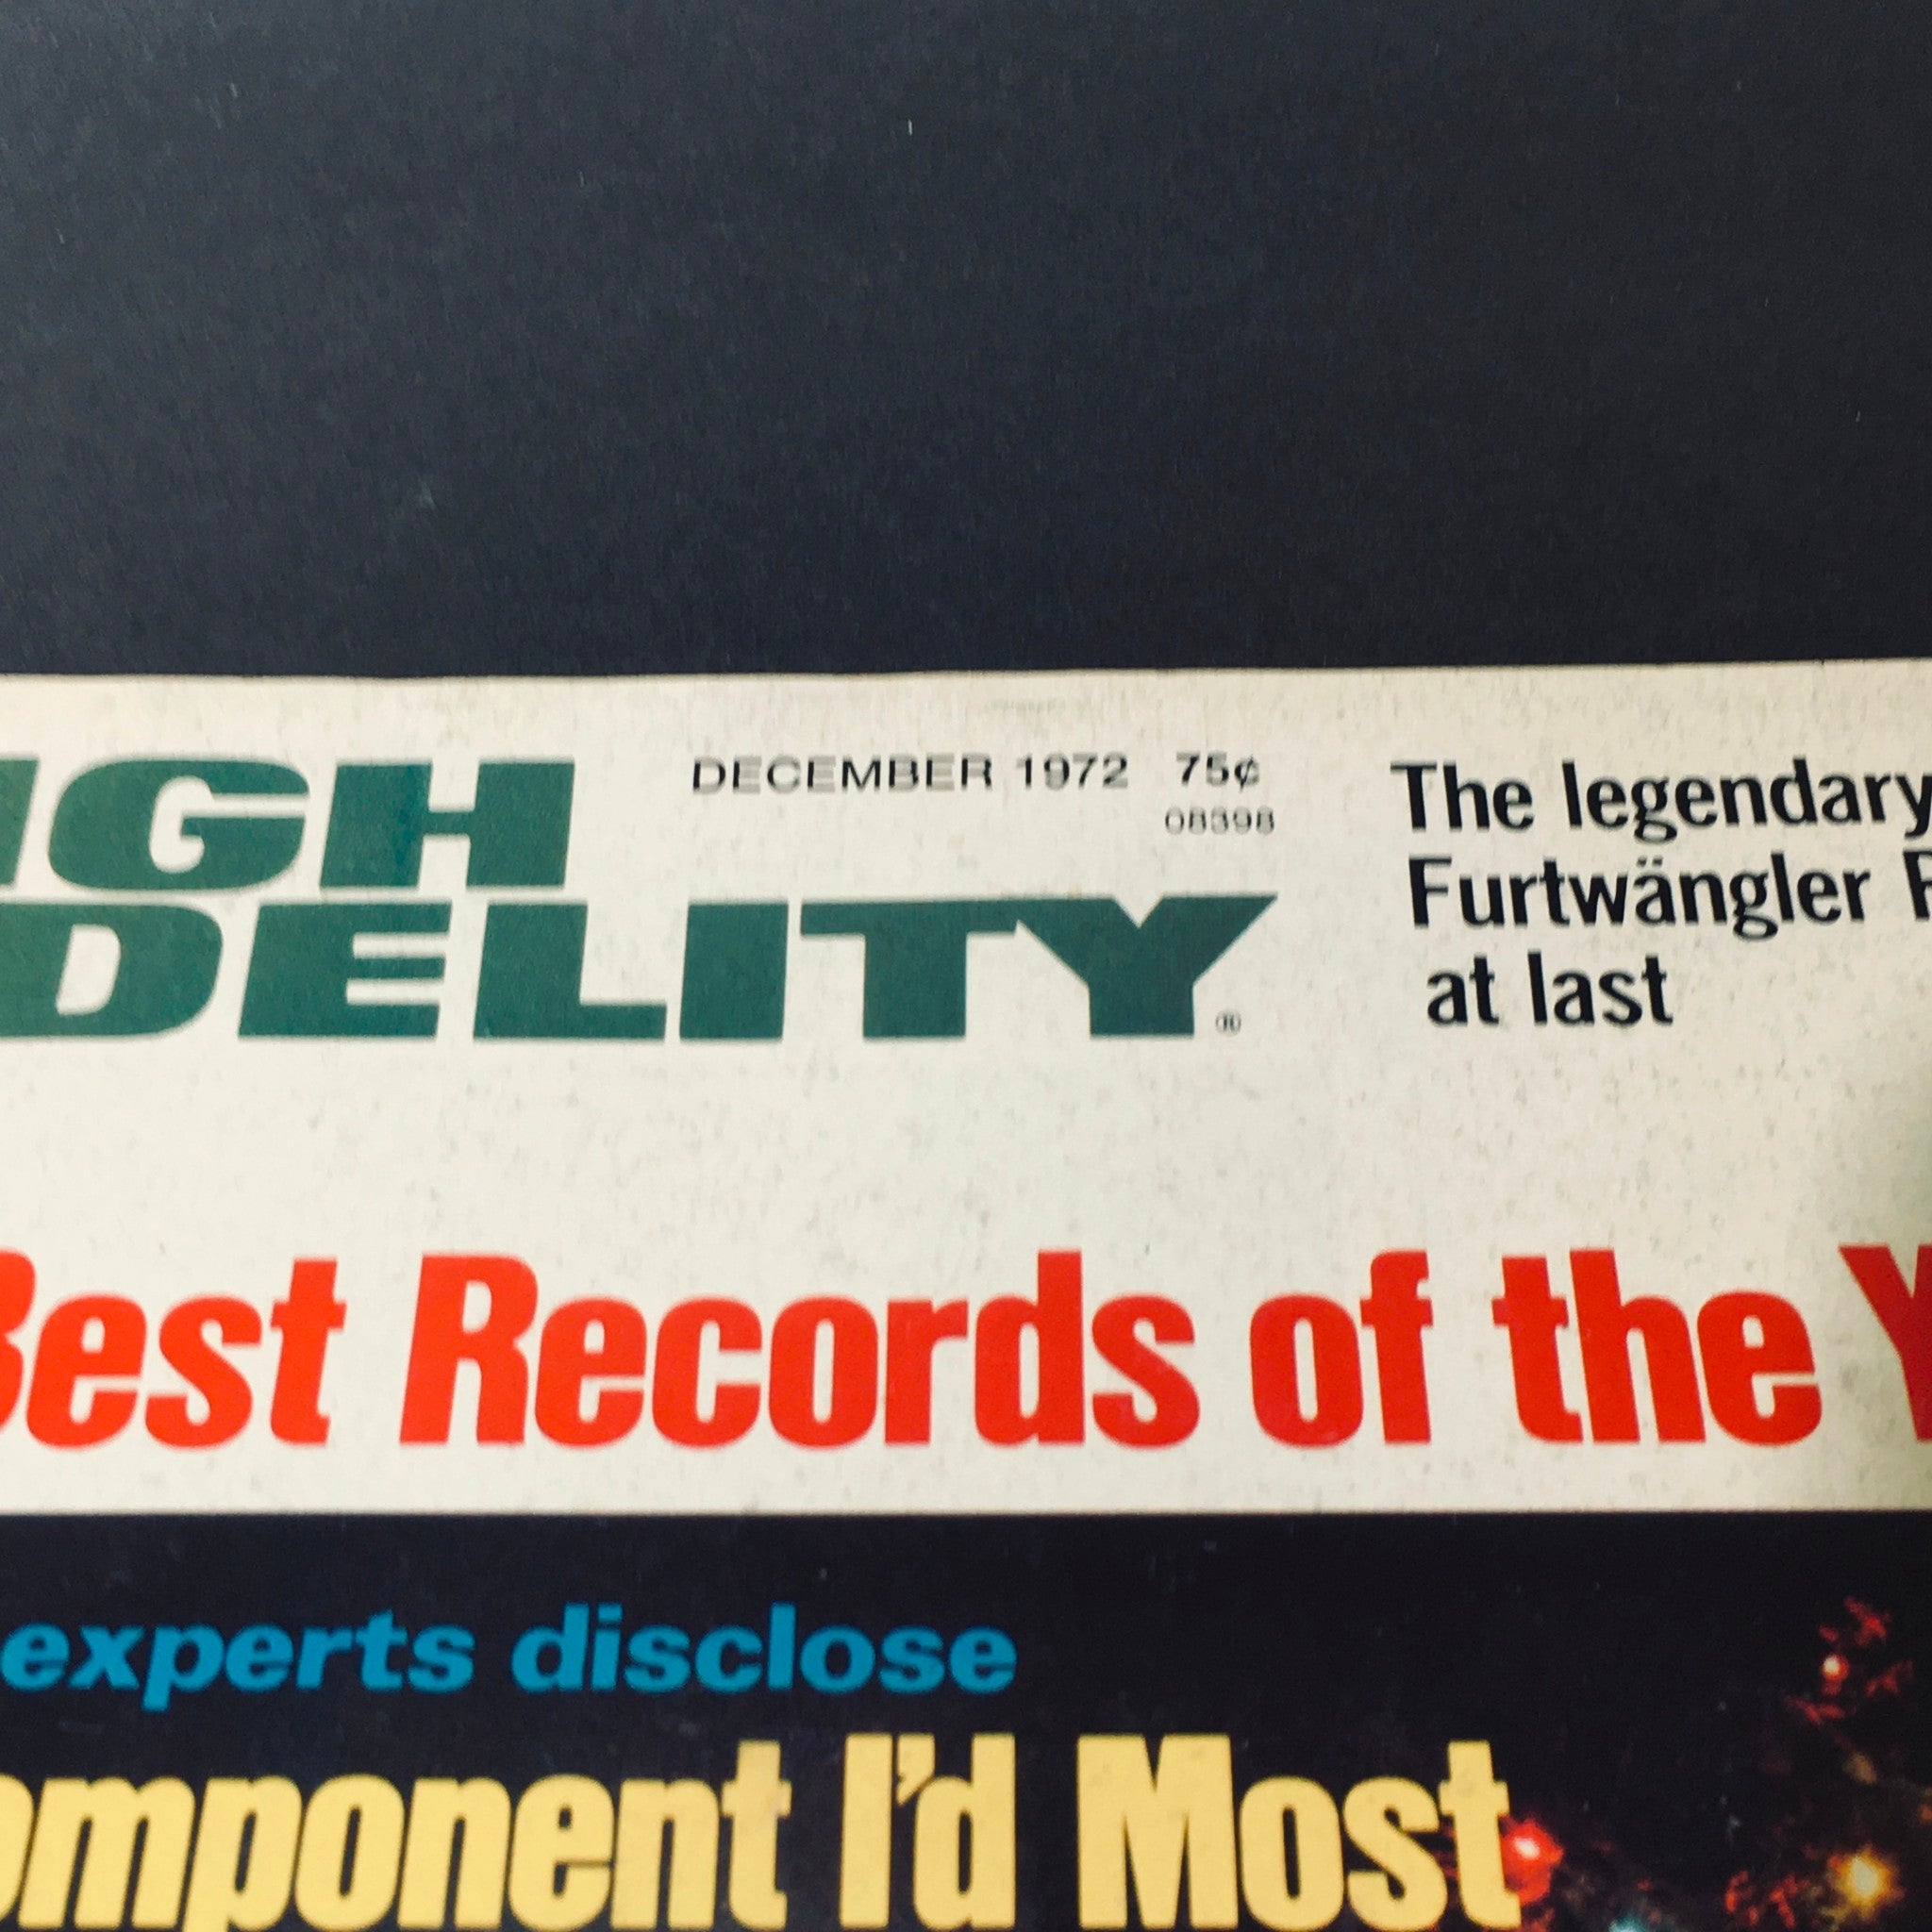 IGH
DECEMBER 1972 75¢
08398
DELITY®
The legendary
Furtwängler
at last
Best Records of the
experts disclose
omponent I'd Most